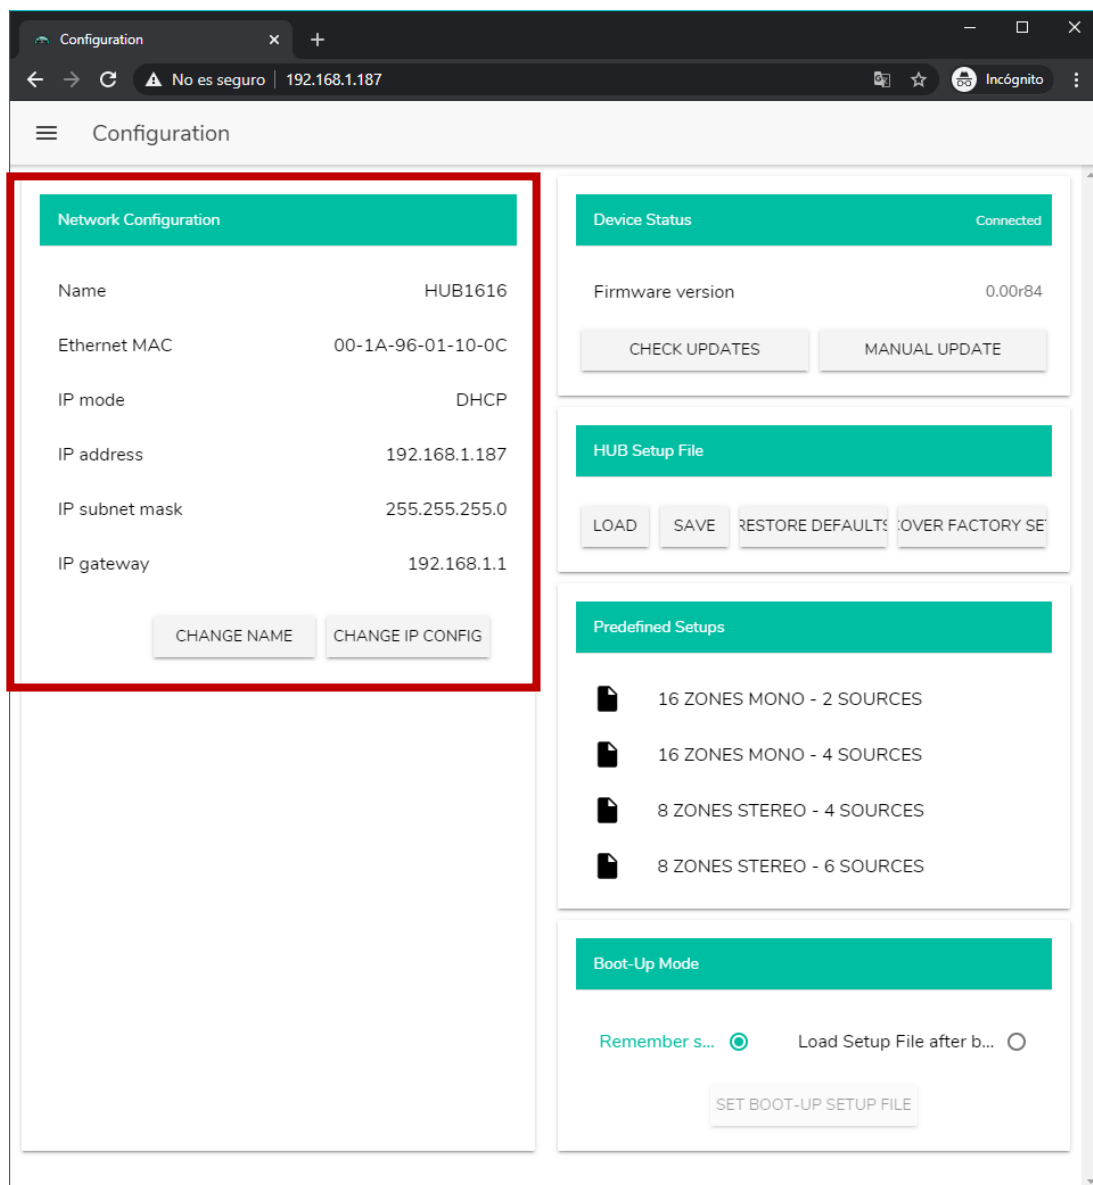 Configuration
No es seguro | 192.168.1.187
Incógnito
Configuration
Network Configuration
Name HUB1616
Ethernet MAC 00-1A-96-01-10-0C
IP mode DHCP
IP address 192.168.1.187
IP subnet mask 255.255.255.0
IP gateway 192.168.1.1
CHANGE NAME CHANGE IP CONFIG
Device Status Connected
Firmware version 0.00r84
CHECK UPDATES MANUAL UPDATE
HUB Setup File
LOAD SAVE RESTORE DEFAULTS OVER FACTORY SE
Predefined Setups
16 ZONES MONO - 2 SOURCES
16 ZONES MONO - 4 SOURCES
8 ZONES STEREO - 4 SOURCES
8 ZONES STEREO - 6 SOURCES
Boot-Up Mode
Remember s... Load Setup File after b...
SET BOOT-UP SETUP FILE